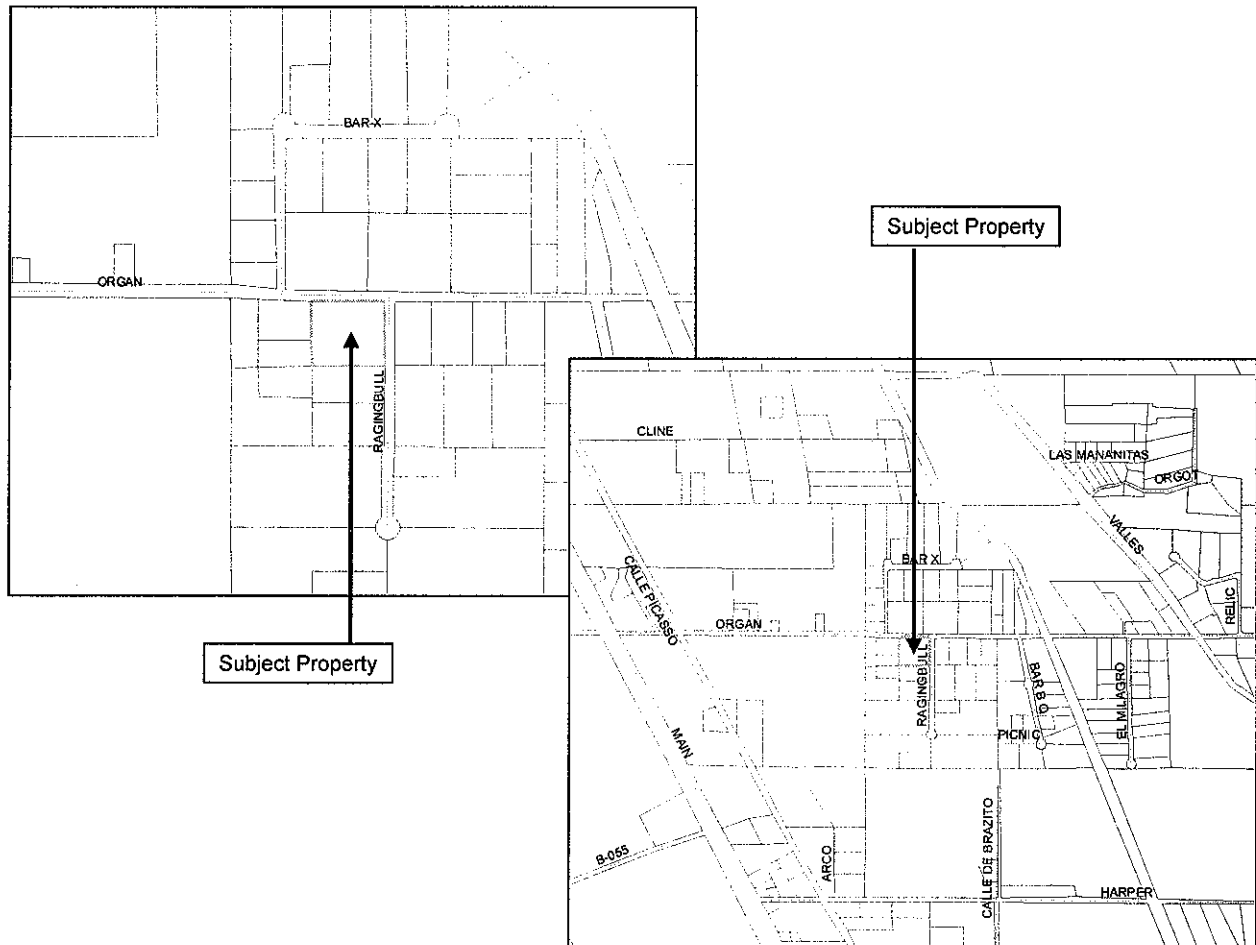 BAR X
ORGAN
RAGINGBULL
Subject Property
Subject Property
CLINE
LAS MANANITAS
ORGOT
VALLES
CALLE PICASSO
BAR X
RELIC
ORGAN
RAGINGBULL
BAR B Q
EL MILAGRO
MAIN
PICNIC
B-055
ARCO
CALLE DE BRAZITO
HARPER